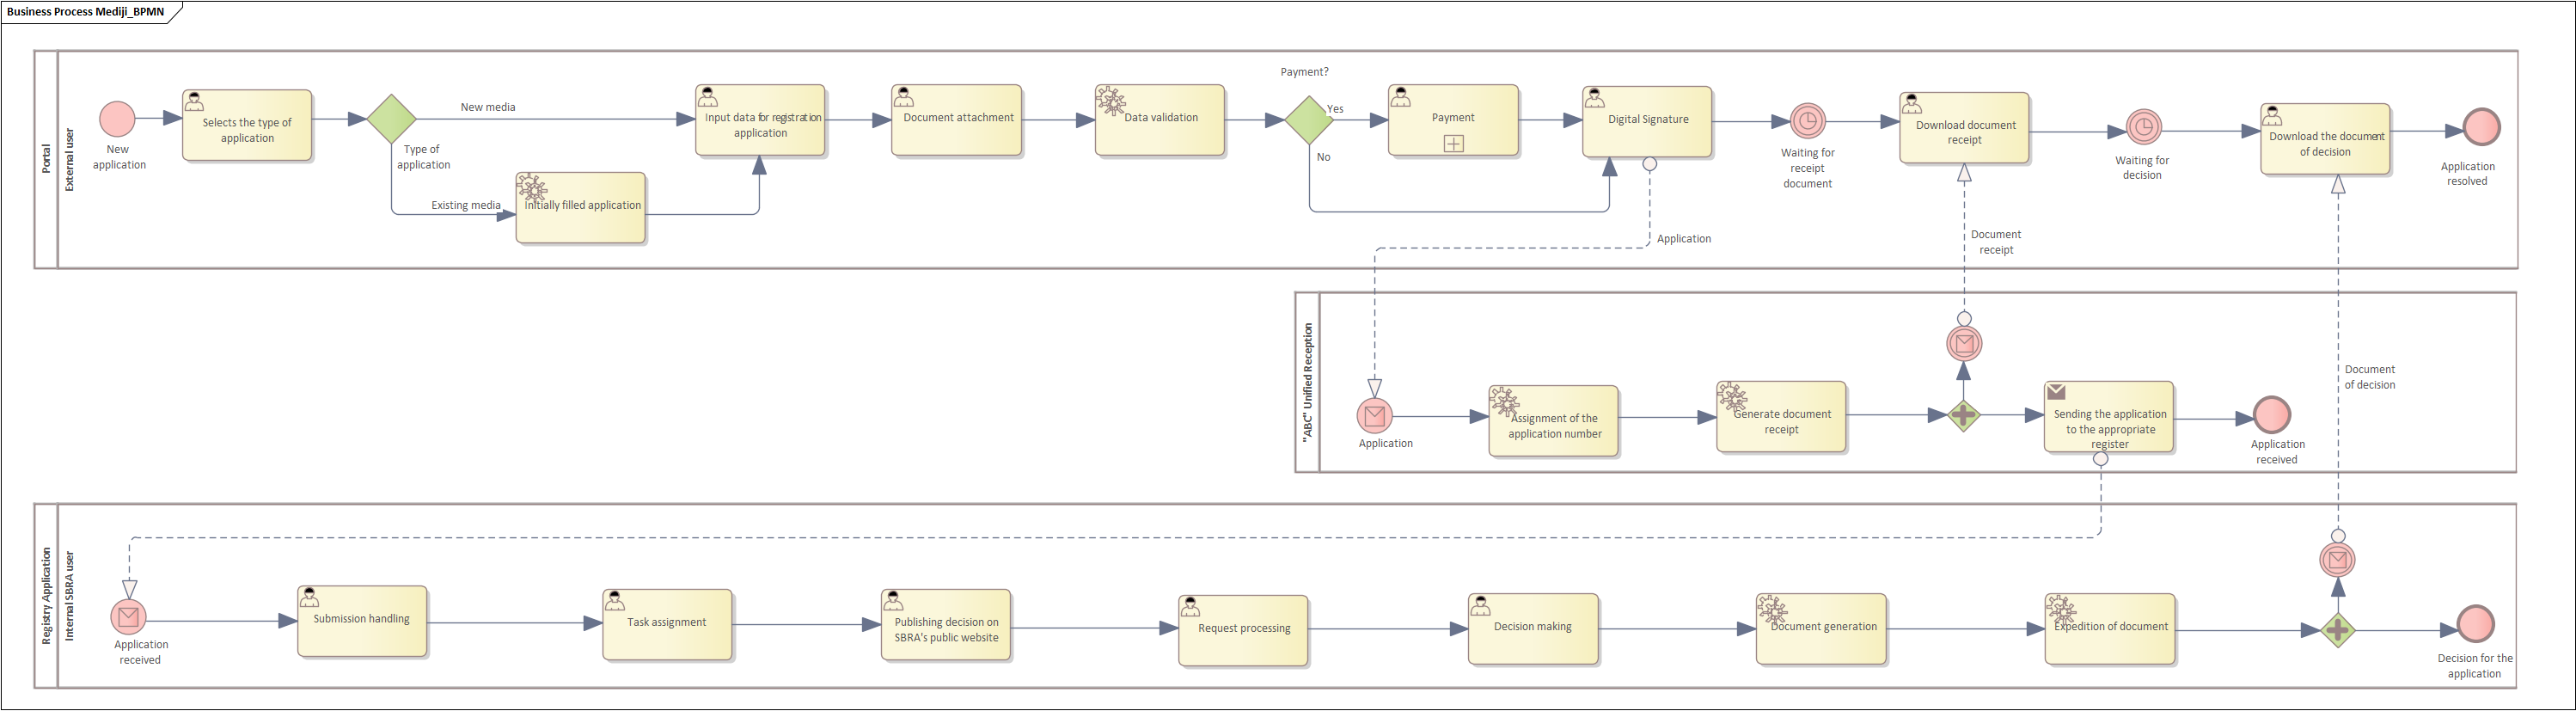 Business Process Mediji_BPMN
Portal
External user
New
application
Selects the type of
application
Type of
application
New media
Existing media
Initially filled application
Input data for registration
application
Document attachment
Data validation
Payment?
Yes
No
Payment
Digital Signature
Application
Waiting for
receipt
document
Download document
receipt
Document
receipt
Waiting for
decision
Download the document
of decision
Application
resolved
"ABC" Unified Reception
Application
Assignment of the
application number
Generate document
receipt
Sending the application
to the appropriate
register
Application
received
Document
of decision
Registry Application
Internal SBRA user
Application
received
Submission handling
Task assignment
Publishing decision on
SBRA's public website
Request processing
Decision making
Document generation
Expedition of document
Decision for the
application